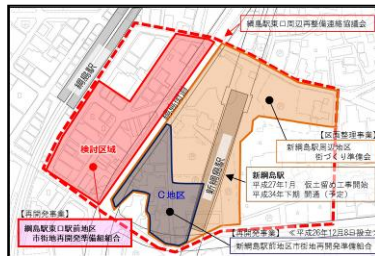 綱島駅東口周辺再整備連絡協議会
綱島駅
綱島街道
【区画整理事業】
新綱島駅周辺地区
街づくり準備会
検討区域
新綱島駅
新綱島駅
平成27年1月 仮土留め工事開始
平成34年下期 開通（予定）
C地区
【再開発事業】
綱島駅東口駅前地区
市街地再開発準備組合
【再開発事業】＜平成26年12月8日設立
新綱島駅前地区市街地再開発準備組合